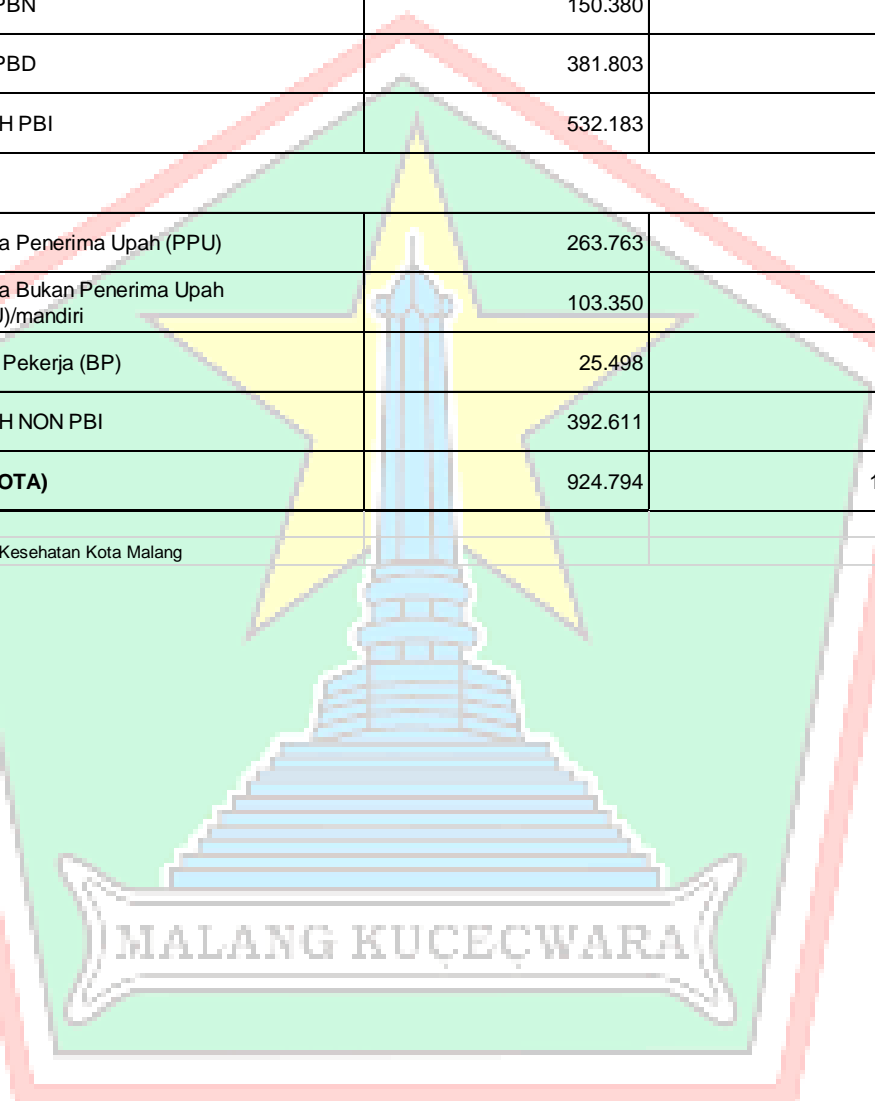 PBN 150.380
PBD 381.803
H PBI 532.183
a Penerima Upah (PPU) 263.763
a Bukan Penerima Upah
U)/mandiri 103.350
Pekerja (BP) 25.498
H NON PBI 392.611
OTA) 924.794 1
Kesehatan Kota Malang
MALANG KUÇEÇWARA